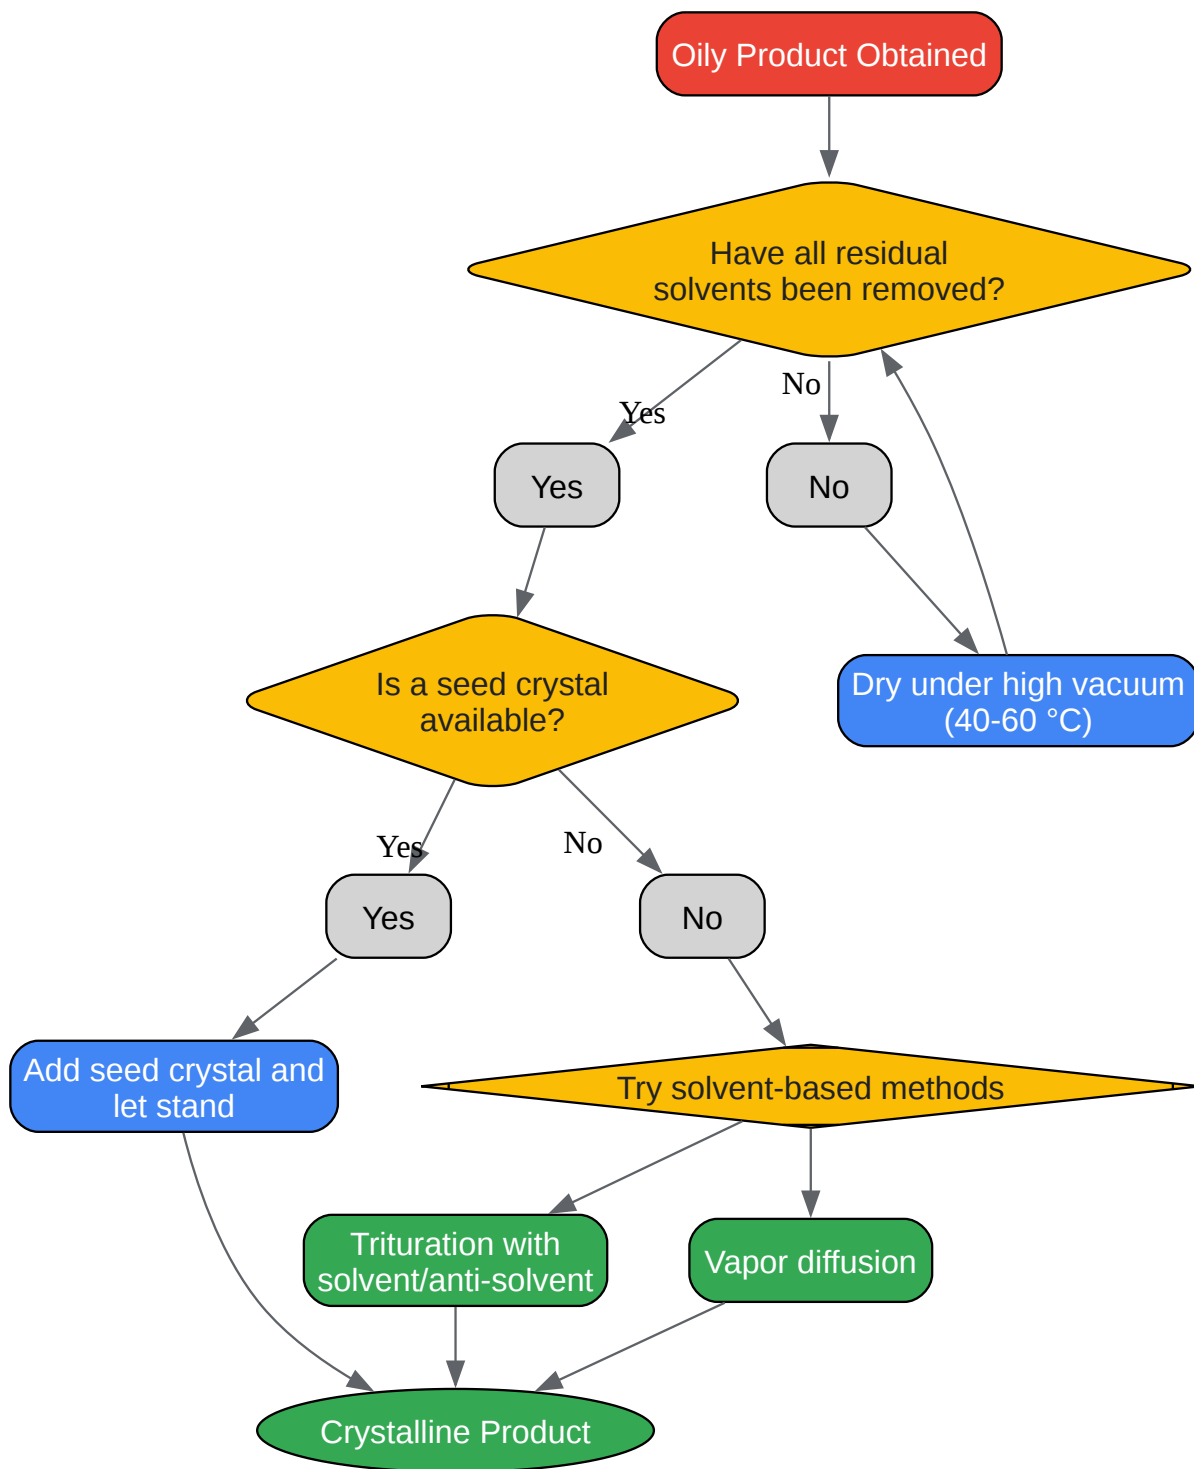 Oily Product Obtained
Have all residual
solvents been removed?
No
Yes
Yes
No
Is a seed crystal
available?
Dry under high vacuum
(40-60 °C)
Yes
No
Yes
No
Add seed crystal and
let stand
Try solvent-based methods
Trituration with
solvent/anti-solvent
Vapor diffusion
Crystalline Product